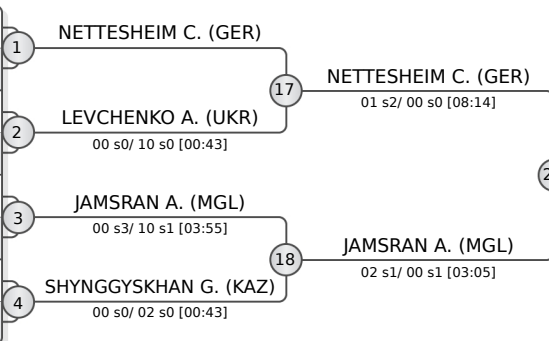 NETTESHEIM C. (GER)
1
17
NETTESHEIM C. (GER)
01 s2/ 00 s0 [08:14]
LEVCHENKO A. (UKR)
2
00 s0/ 10 s0 [00:43]
JAMSRAN A. (MGL)
3
00 s3/ 10 s1 [03:55]
18
JAMSRAN A. (MGL)
02 s1/ 00 s1 [03:05]
SHYNGGYSKHAN G. (KAZ)
4
00 s0/ 02 s0 [00:43]